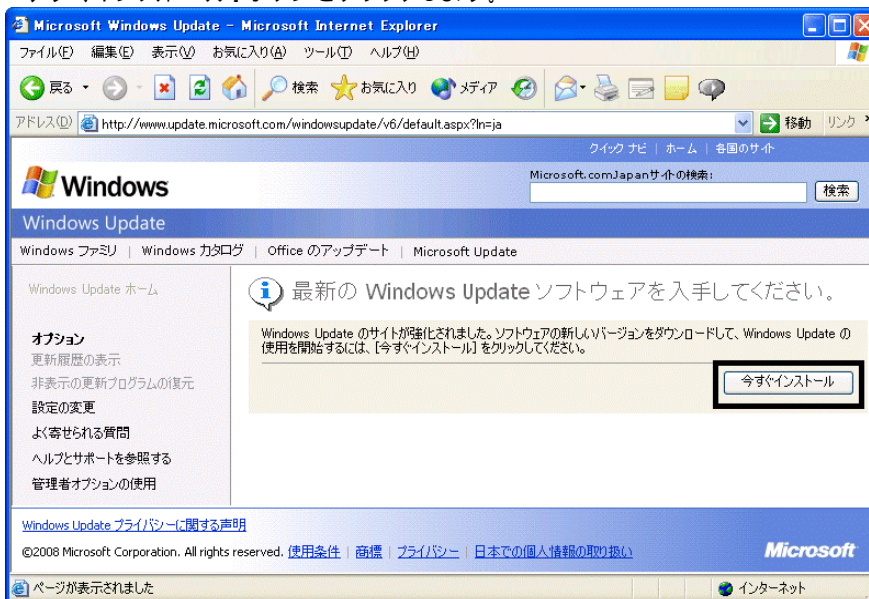 Microsoft Windows Update - Microsoft Internet Explorer
ファイル(F) 編集(E) 表示(V) お気に入り(A) ツール(T) ヘルプ(H)
戻る 検索 お気に入り メディア
アドレス(D) http://www.update.microsoft.com/windowsupdate/v6/default.aspx?ln=ja 移動 リンク
クイック ナビ | ホーム | 各国のサイト
Windows
Microsoft.comJapanサイトの検索:
検索
Windows Update
Windows ファミリ | Windows カタログ | Office のアップデート | Microsoft Update
Windows Update ホーム
最新の Windows Update ソフトウェアを入手してください。
Windows Update のサイトが強化されました。ソフトウェアの新しいバージョンをダウンロードして、Windows Update の
使用を開始するには、[今すぐインストール] をクリックしてください。
今すぐインストール
オプション
更新履歴の表示
非表示の更新プログラムの復元
設定の変更
よく寄せられる質問
ヘルプとサポートを参照する
管理者オプションの使用
Windows Update プライバシーに関する声明
©2008 Microsoft Corporation. All rights reserved. 使用条件 | 商標 | プライバシー | 日本での個人情報の取り扱い
Microsoft
ページが表示されました
インターネット